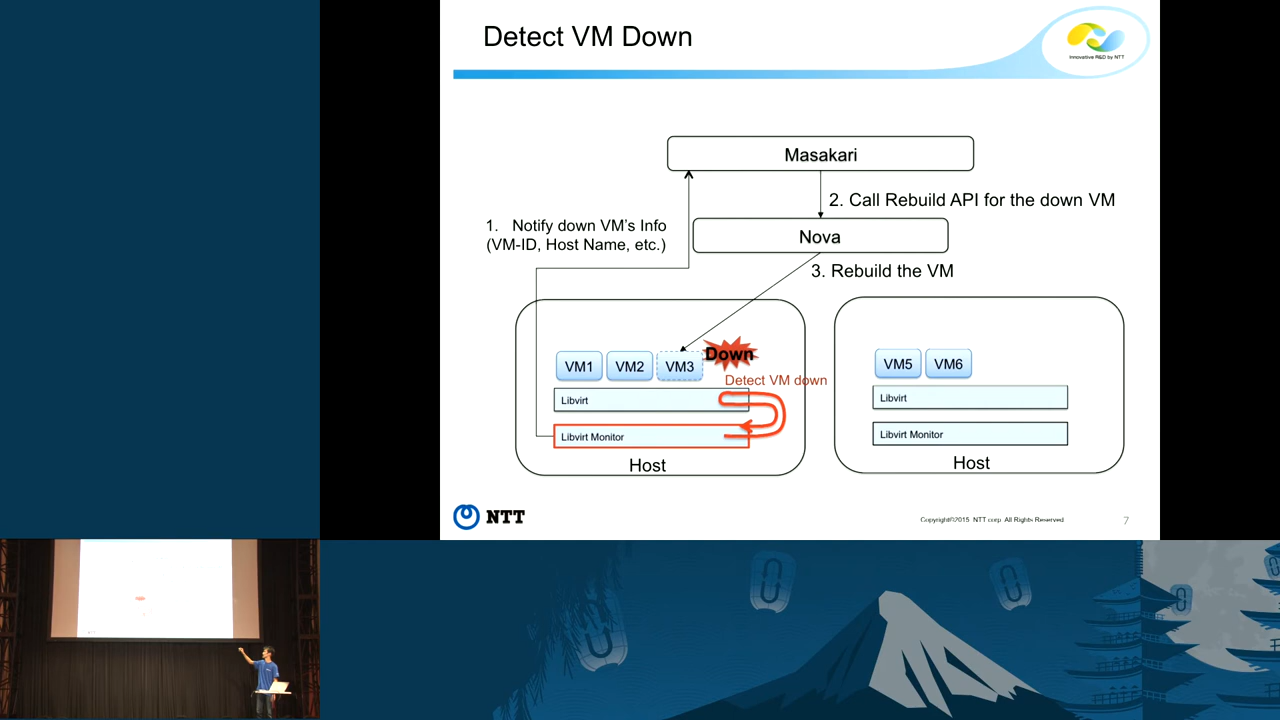 Detect VM Down
Innovative R&D by NTT
Masakari
2. Call Rebuild API for the down VM
1. Notify down VM's Info
(VM-ID, Host Name, etc.)
Nova
3. Rebuild the VM
VM1
VM2
VM3
Down
Detect VM down
Libvirt
Libvirt Monitor
Host
VM5
VM6
Libvirt
Libvirt Monitor
Host
NTT
Copyright©2015 NTT corp. All Rights Reserved.
7